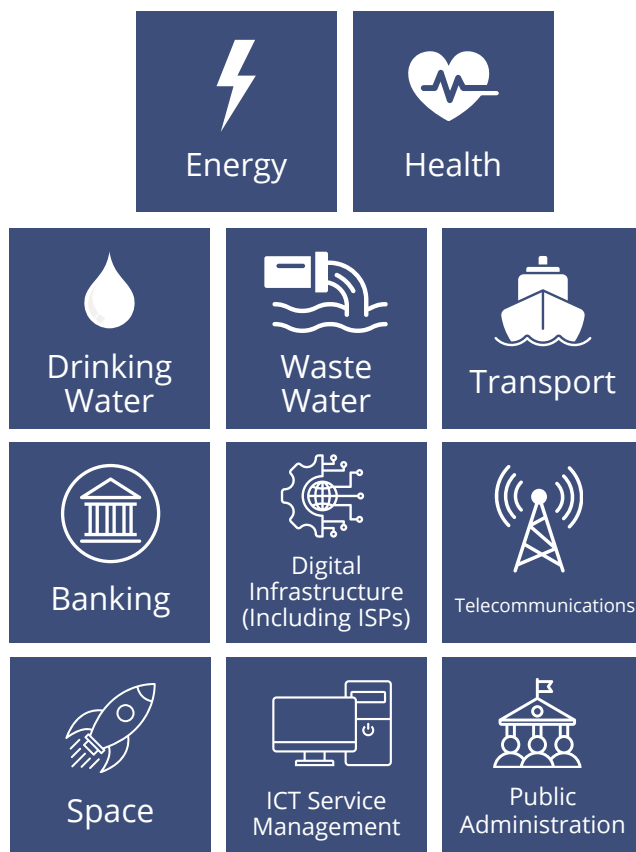 Energy
Health
Drinking
Water
Waste
Water
Transport
Banking
Digital
Infrastructure
(Including ISPs)
Telecommunications
Space
ICT Service
Management
Public
Administration